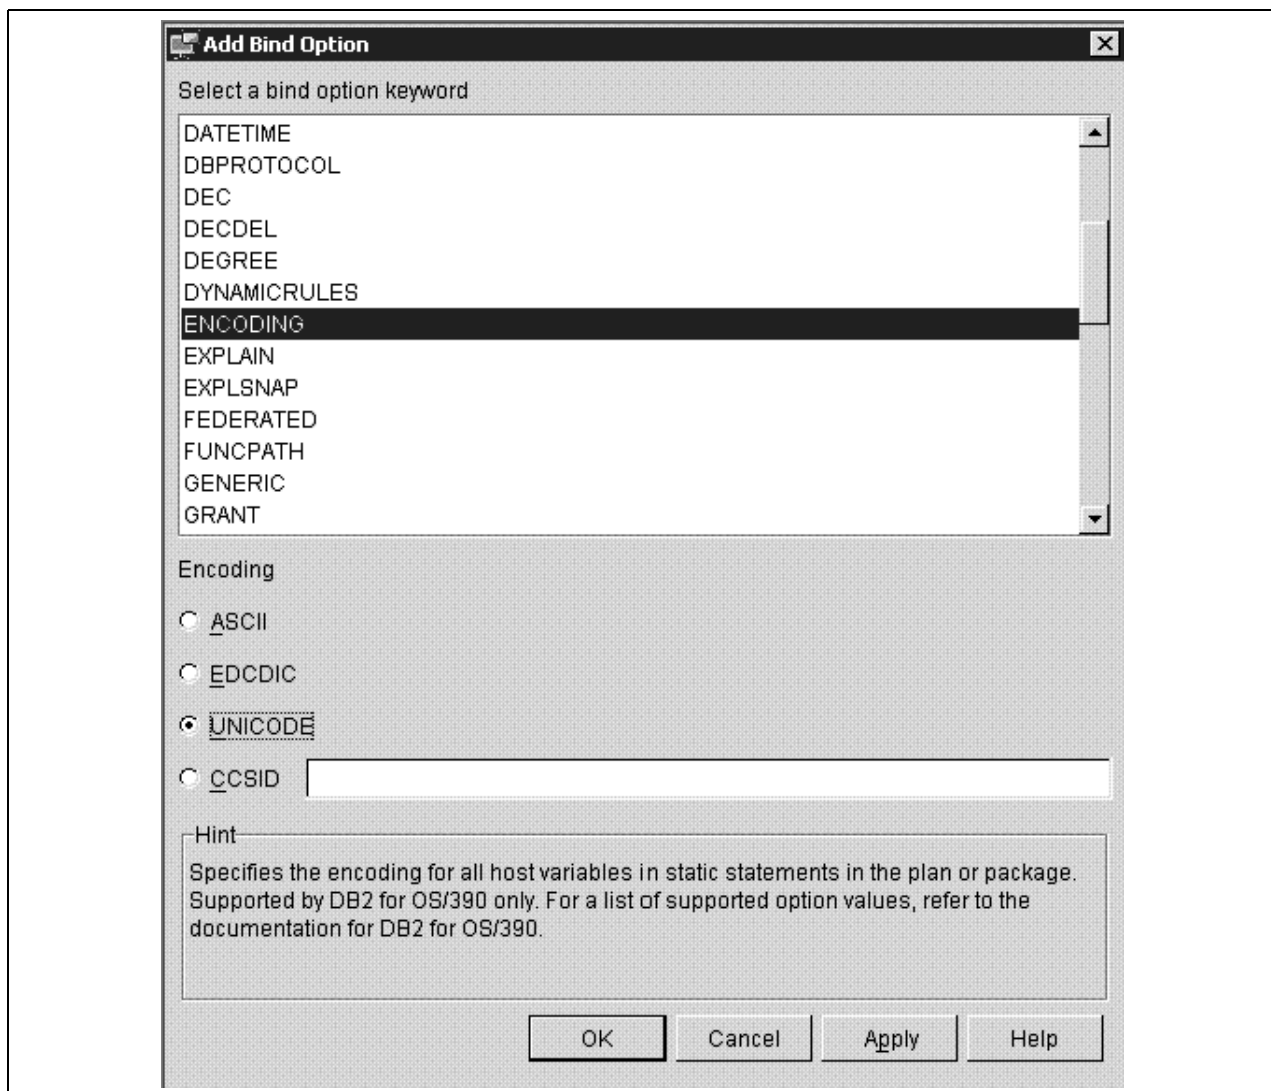 Add Bind Option
Select a bind option keyword
DATETIME
DBPROTOCOL
DEC
DECDEL
DEGREE
DYNAMICRULES
ENCODING
EXPLAIN
EXPLSNAP
FEDERATED
FUNCPATH
GENERIC
GRANT
Encoding
ASCII
EDCDIC
UNICODE
CCSID
Hint
Specifies the encoding for all host variables in static statements in the plan or package.
Supported by DB2 for OS/390 only. For a list of supported option values, refer to the
documentation for DB2 for OS/390.
OK Cancel Apply Help